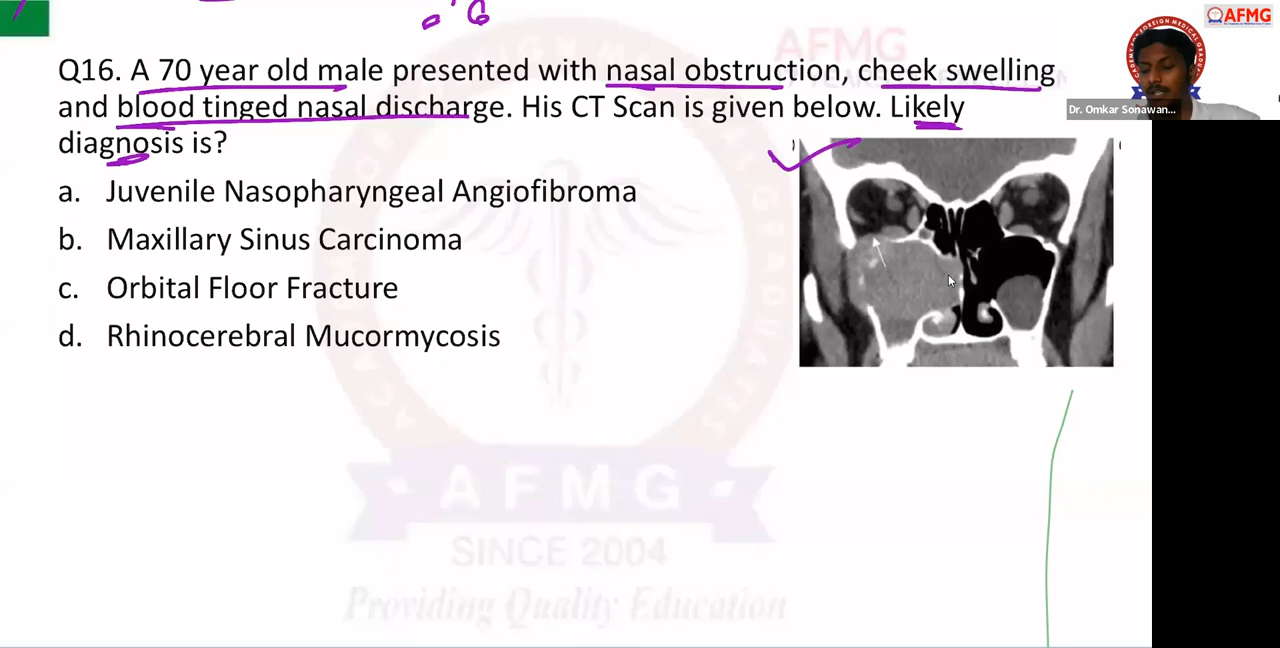 AFMG
AFMG
Q16. A 70 year old male presented with nasal obstruction, cheek swelling
and blood tinged nasal discharge. His CT Scan is given below. Likely
diagnosis is?
Dr. Omkar Sonawan...
a. Juvenile Nasopharyngeal Angiofibroma
b. Maxillary Sinus Carcinoma
c. Orbital Floor Fracture
d. Rhinocerebral Mucormycosis
- AFMG -
SINCE 2004
Providing Quality Education